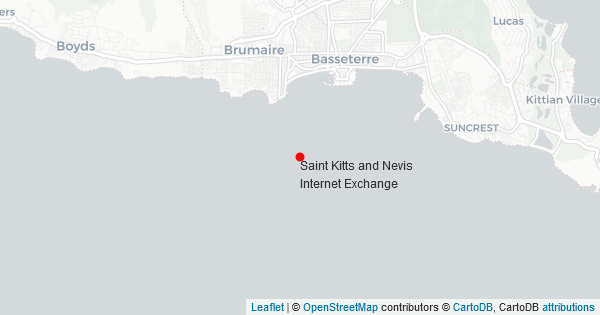 Lucas
ers
Boyds
Brumaire
Basseterre
Kittian Village
SUNCREST
Saint Kitts and Nevis
Internet Exchange
Leaflet | © OpenStreetMap contributors © CartoDB, CartoDB attributions